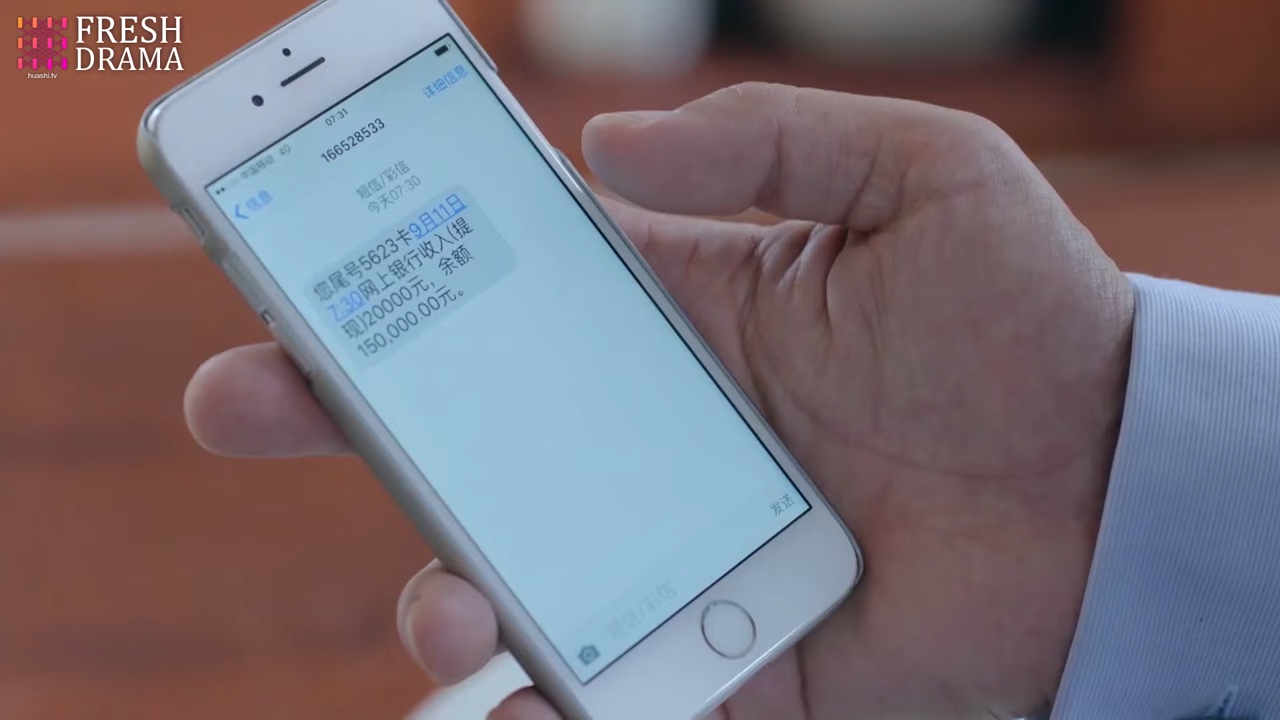 FRESH
DRAMA
huashi.tv
中国移动 4G
07:31
信息
166528533
详细信息
短信/彩信
今天07:30
您尾号5623卡9月11日
7:30网上银行收入(提
现)20000元，余额
150,000.00元。
短信/彩信
发送